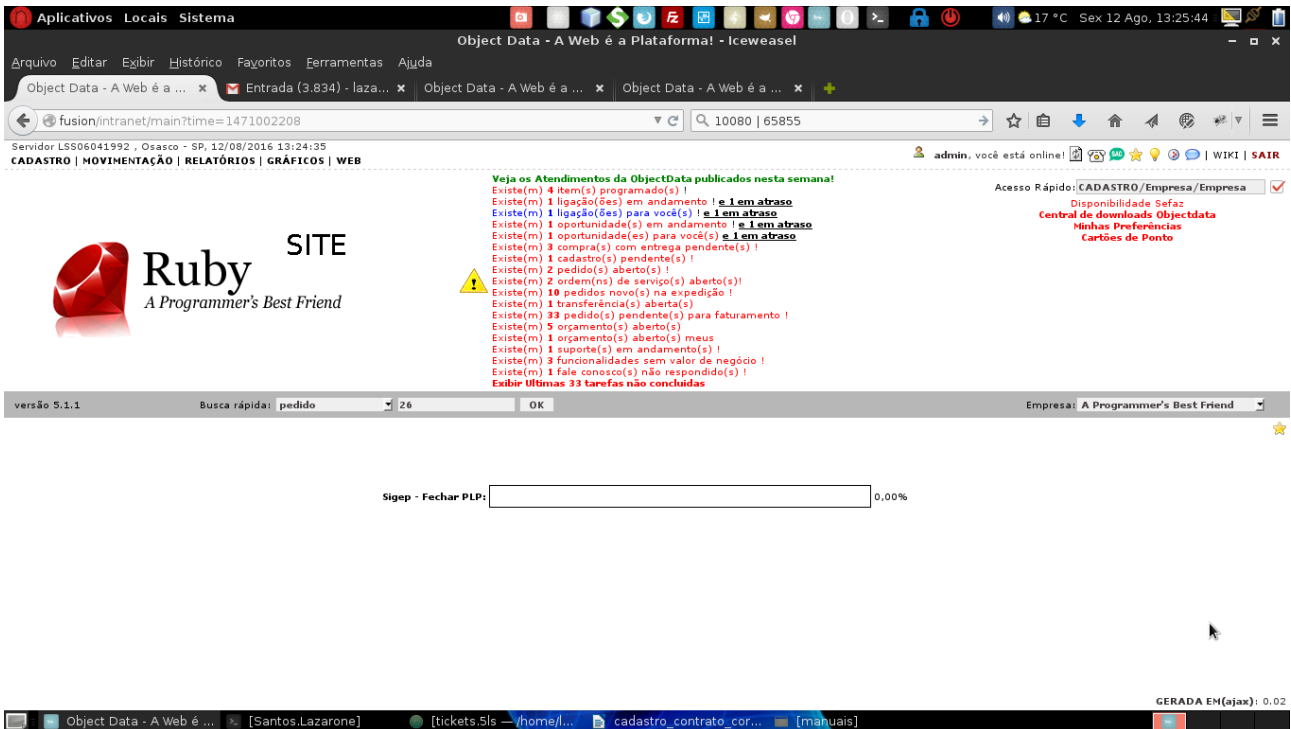 Aplicativos Locais Sistema
17 °C Sex 12 Ago, 13:25:44
Object Data - A Web é a Plataforma! - Iceweasel
Arquivo Editar Exibir Histórico Favoritos Ferramentas Ajuda
Object Data - A Web é a ... Entrada (3.834) - laza... Object Data - A Web é a ... Object Data - A Web é a ...
fusion/intranet/main?time=1471002208
10080 | 65855
Servidor LSS06041992 , Osasco - SP, 12/08/2016 13:24:35
CADASTRO | MOVIMENTAÇÃO | RELATÓRIOS | GRÁFICOS | WEB
admin, você está online! | WIKI | SAIR
SITE
Ruby
A Programmer's Best Friend
Veja os Atendimentos da ObjectData publicados nesta semana!
Existe(m) 4 item(s) programado(s) !
Existe(m) 1 ligação(ões) em andamento ! e 1 em atraso
Existe(m) 1 ligação(ões) para você(s) ! e 1 em atraso
Existe(m) 1 oportunidade(s) em andamento ! e 1 em atraso
Existe(m) 1 oportunidade(es) para você(s) e 1 em atraso
Existe(m) 3 compra(s) com entrega pendente(s) !
Existe(m) 1 cadastro(s) pendente(s) !
Existe(m) 2 pedido(s) aberto(s) !
Existe(m) 2 ordem(ns) de serviço(s) aberto(s)!
Existe(m) 10 pedidos novo(s) na expedição !
Existe(m) 1 transferência(s) aberta(s)
Existe(m) 33 pedido(s) pendente(s) para faturamento !
Existe(m) 5 orçamento(s) aberto(s)
Existe(m) 1 orçamento(s) aberto(s) meus
Existe(m) 1 suporte(s) em andamento(s) !
Existe(m) 3 funcionalidades sem valor de negócio !
Existe(m) 1 fale conosco(s) não respondido(s) !
Exibir Ultimas 33 tarefas não concluidas
Acesso Rápido: CADASTRO/Empresa/Empresa
Disponibilidade Sefaz
Central de downloads Objectdata
Minhas Preferências
Cartões de Ponto
versão 5.1.1 Busca rápida: pedido 26 OK Empresa: A Programmer's Best Friend
Sigep - Fechar PLP: 0,00%
GERADA EM(ajax): 0.02
Object Data - A Web é ... [Santos.Lazarone] [tickets.5ls — /home/l... cadastro_contrato_cor... [manuais]